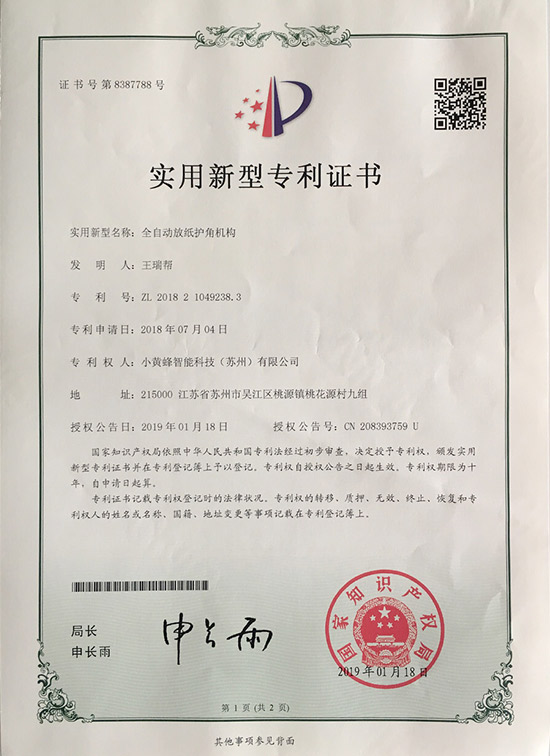 证书号第8387788号
实用新型专利证书
实用新型名称：全自动放纸护角机构
发明人：王瑞帮
专利号：ZL 2018 2 1049238.3
专利申请日：2018年07月04日
专利权人：小黄蜂智能科技（苏州）有限公司
地址：215000 江苏省苏州市吴江区桃源镇桃花源村九组
授权公告日：2019年01月18日 授权公告号：CN 208393759 U
国家知识产权局依照中华人民共和国专利法经过初步审查，决定授予专利权，颁发实用
新型专利证书并在专利登记簿上予以登记。专利权自授权公告之日起生效。专利权期限为十
年，自申请日起算。
专利证书记载专利权登记时的法律状况。专利权的转移、质押、无效、终止、恢复和专
利权人的姓名或名称、国籍、地址变更等事项记载在专利登记簿上。
局长
申长雨
申长雨
国家知识产权局
2019年01月18日
第1页(共2页)
其他事项参见背面